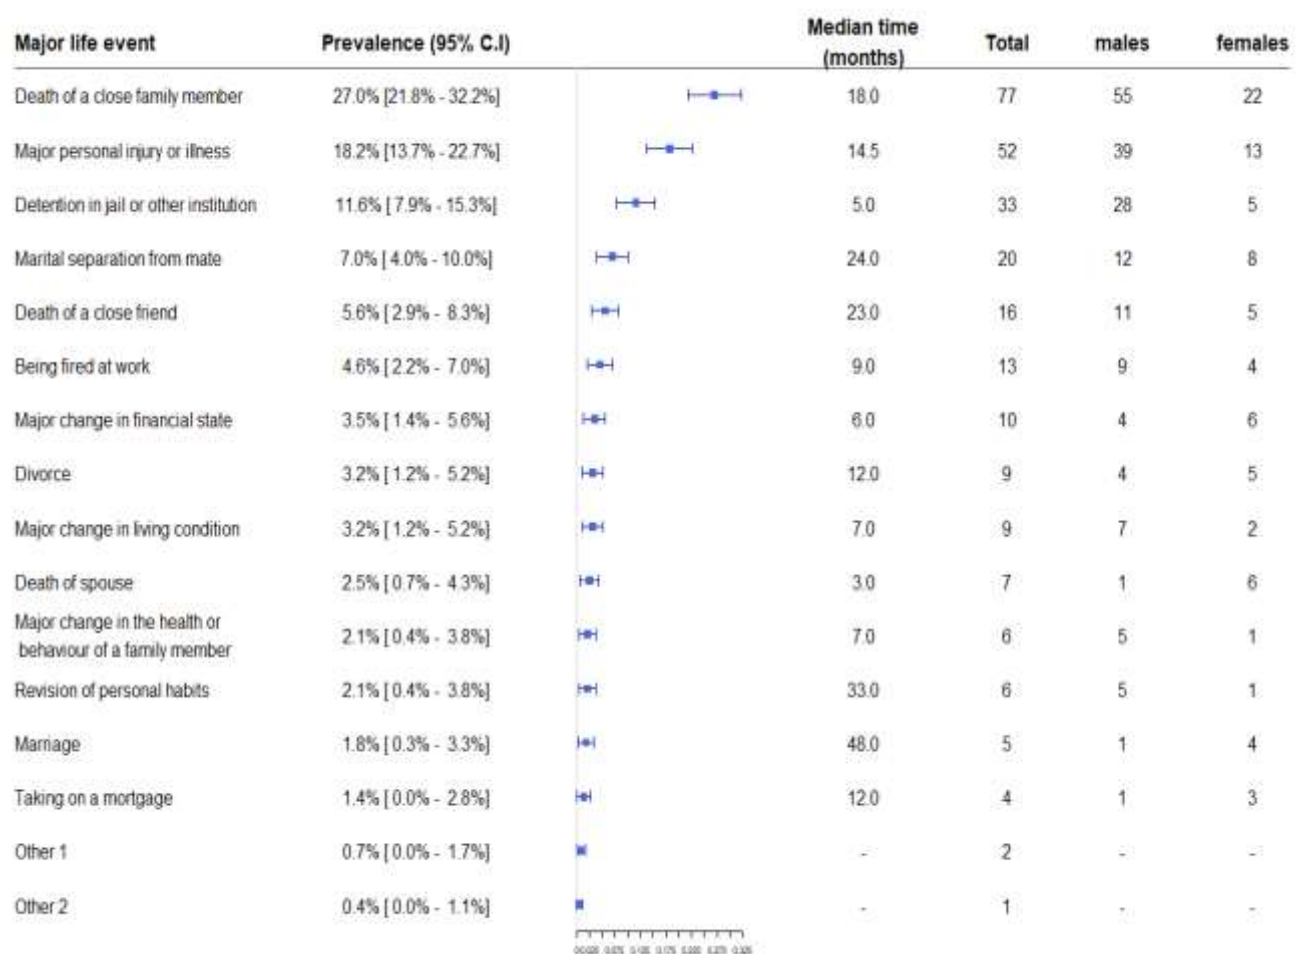 Major life event Prevalence (95% C.I) Median time (months) Total males females
Death of a close family member 27.0% [21.8% - 32.2%] 18.0 77 55 22
Major personal injury or illness 18.2% [13.7% - 22.7%] 14.5 52 39 13
Detention in jail or other institution 11.6% [ 7.9% - 15.3%] 5.0 33 28 5
Marital separation from mate 7.0% [ 4.0% - 10.0%] 24.0 20 12 8
Death of a close friend 5.6% [ 2.9% - 8.3%] 23.0 16 11 5
Being fired at work 4.6% [ 2.2% - 7.0%] 9.0 13 9 4
Major change in financial state 3.5% [ 1.4% - 5.6%] 6.0 10 4 6
Divorce 3.2% [ 1.2% - 5.2%] 12.0 9 4 5
Major change in living condition 3.2% [ 1.2% - 5.2%] 7.0 9 7 2
Death of spouse 2.5% [ 0.7% - 4.3%] 3.0 7 1 6
Major change in the health or
behaviour of a family member 2.1% [ 0.4% - 3.8%] 7.0 6 5 1
Revision of personal habits 2.1% [ 0.4% - 3.8%] 33.0 6 5 1
Marriage 1.8% [ 0.3% - 3.3%] 48.0 5 1 4
Taking on a mortgage 1.4% [ 0.0% - 2.8%] 12.0 4 1 3
Other 1 0.7% [ 0.0% - 1.7%] - 2 - -
Other 2 0.4% [ 0.0% - 1.1%] - 1 - -